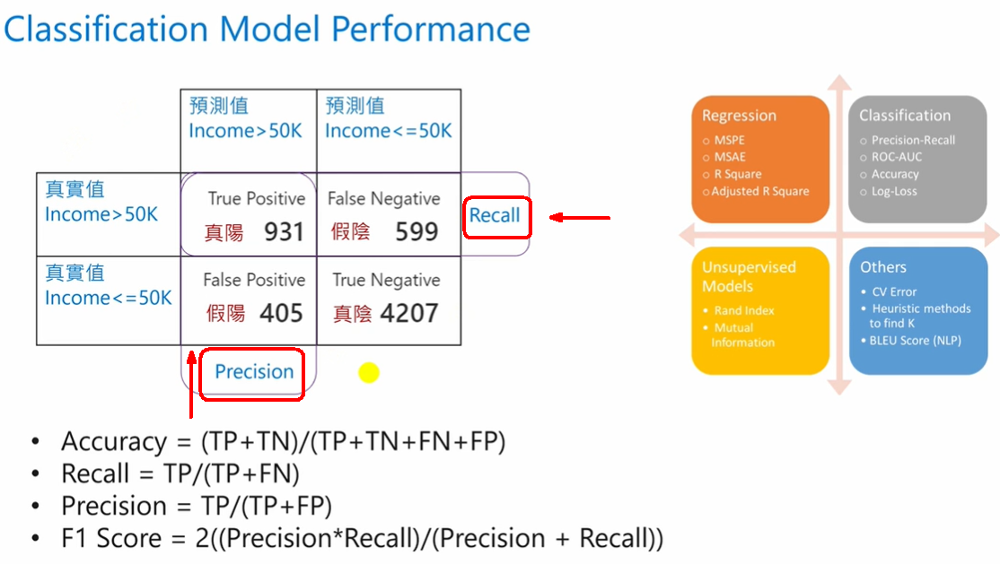 Classification Model Performance
預測值
Income>50K
預測值
Income<=50K
真實值
Income>50K
True Positive
真陽 931
False Negative
假陰 599
Recall
真實值
Income<=50K
False Positive
假陽 405
True Negative
真陰 4207
Precision
Regression
○ MSPE
○ MSAE
○ R Square
○ Adjusted R Square
Classification
○ Precision-Recall
○ ROC-AUC
○ Accuracy
○ Log-Loss
Unsupervised
Models
• Rand Index
• Mutual
Information
Others
• CV Error
• Heuristic methods
to find K
• BLEU Score (NLP)
• Accuracy = (TP+TN)/(TP+TN+FN+FP)
• Recall = TP/(TP+FN)
• Precision = TP/(TP+FP)
• F1 Score = 2((Precision*Recall)/(Precision + Recall))